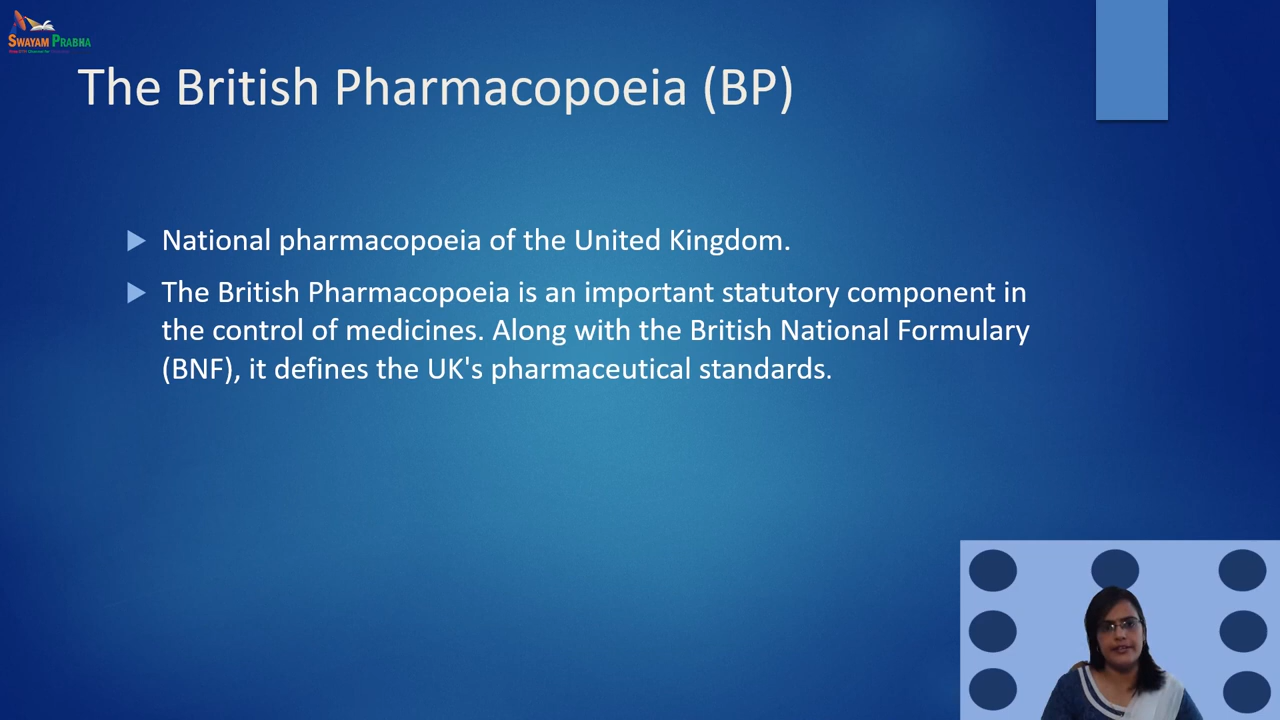 SWAYAM PRABHA
The British Pharmacopoeia (BP)
National pharmacopoeia of the United Kingdom.
The British Pharmacopoeia is an important statutory component in
the control of medicines. Along with the British National Formulary
(BNF), it defines the UK's pharmaceutical standards.